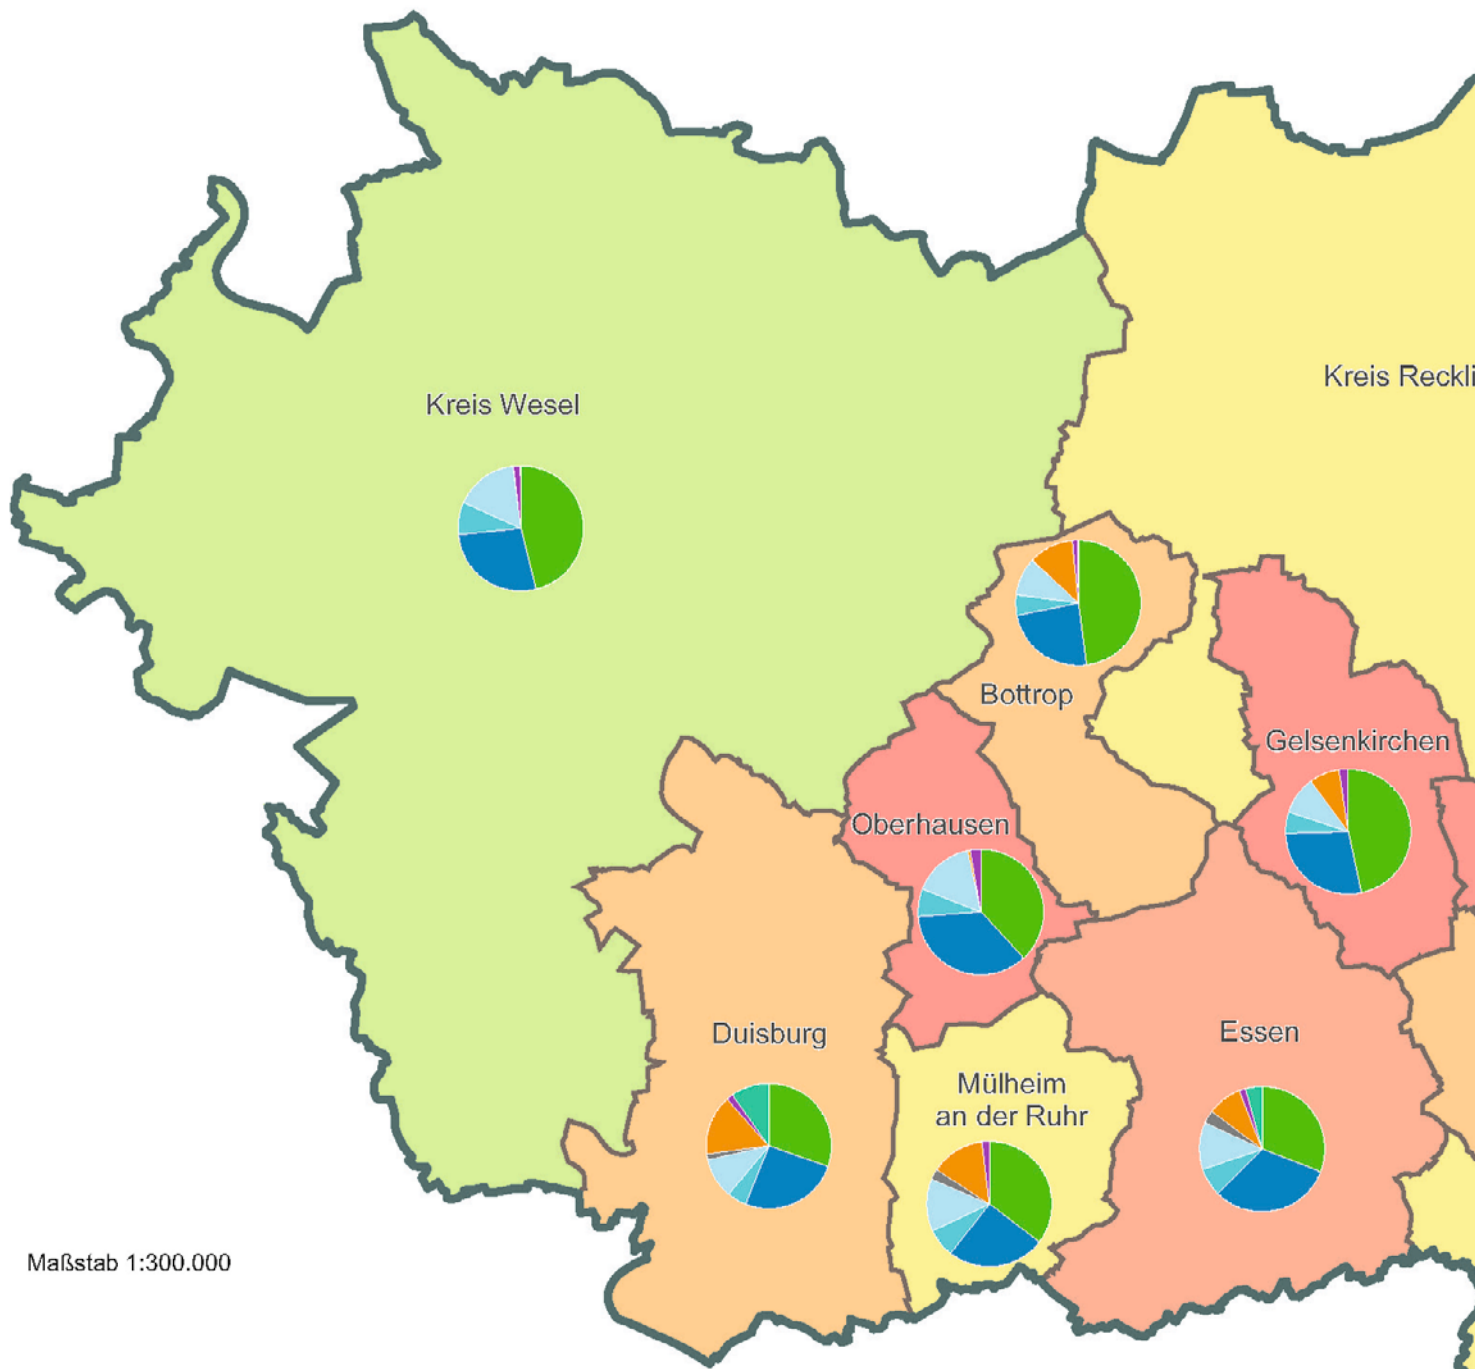 Kreis Reckli
Kreis Wesel
Bottrop
Gelsenkirchen
Oberhausen
Duisburg
Essen
Mülheim
an der Ruhr
Maßstab 1:300.000